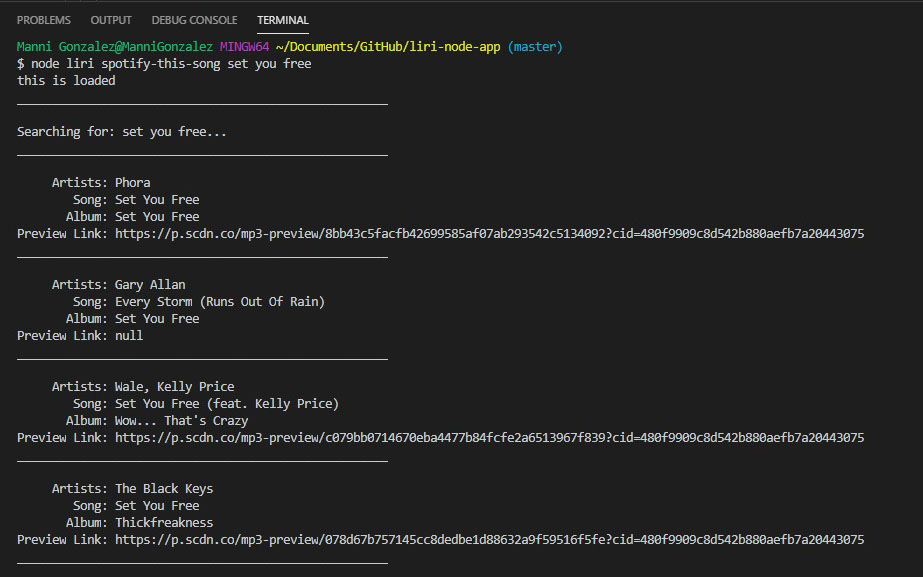 PROBLEMS OUTPUT DEBUG CONSOLE TERMINAL
Manni Gonzalez@ManniGonzalez MINGW64 ~/Documents/GitHub/liri-node-app (master)
$ node liri spotify-this-song set you free
this is loaded
Searching for: set you free...
Artists: Phora
Song: Set You Free
Album: Set You Free
Preview Link: https://p.scdn.co/mp3-preview/8bb43c5facfb42699585af07ab293542c5134092?cid=480f9909c8d542b880aefb7a20443075
Artists: Gary Allan
Song: Every Storm (Runs Out Of Rain)
Album: Set You Free
Preview Link: null
Artists: Wale, Kelly Price
Song: Set You Free (feat. Kelly Price)
Album: Wow... That's Crazy
Preview Link: https://p.scdn.co/mp3-preview/c079bb0714670eba4477b84fcfe2a6513967f839?cid=480f9909c8d542b880aefb7a20443075
Artists: The Black Keys
Song: Set You Free
Album: Thickfreakness
Preview Link: https://p.scdn.co/mp3-preview/078d67b757145cc8dedbe1d88632a9f59516f5fe?cid=480f9909c8d542b880aefb7a20443075